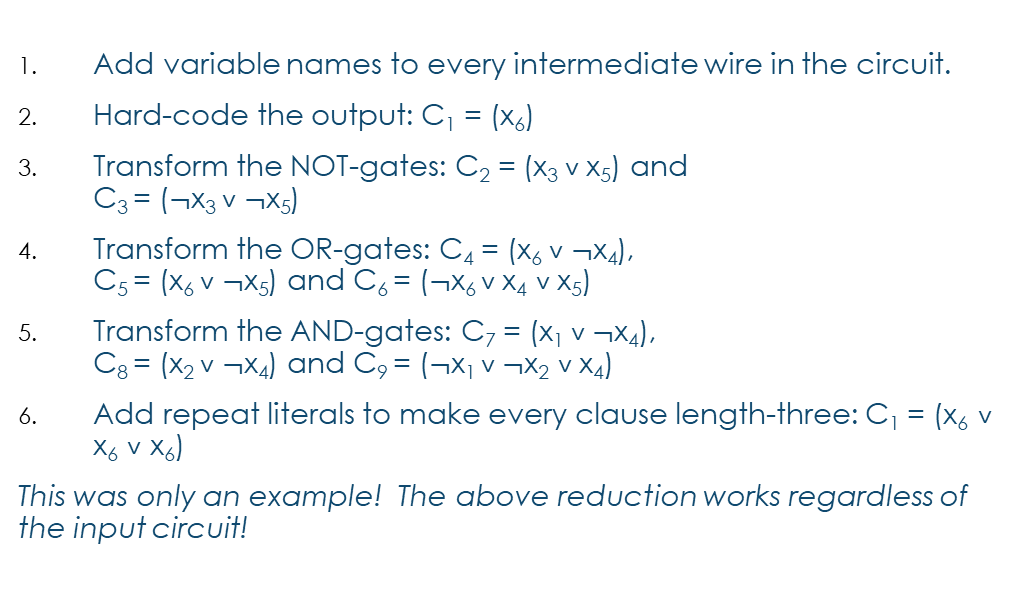 1. Add variable names to every intermediate wire in the circuit.
2. Hard-code the output: C₁ = (x₆)
3. Transform the NOT-gates: C₂ = (x₃ ∨ x₅) and
C₃ = (¬x₃ ∨ ¬x₅)
4. Transform the OR-gates: C₄ = (x₆ ∨ ¬x₄),
C₅ = (x₆ ∨ ¬x₅) and C₆ = (¬x₆ ∨ x₄ ∨ x₅)
5. Transform the AND-gates: C₇ = (x₁ ∨ ¬x₄),
C₈ = (x₂ ∨ ¬x₄) and C₉ = (¬x₁ ∨ ¬x₂ ∨ x₄)
6. Add repeat literals to make every clause length-three: C₁ = (x₆ ∨
x₆ ∨ x₆)
This was only an example! The above reduction works regardless of
the input circuit!